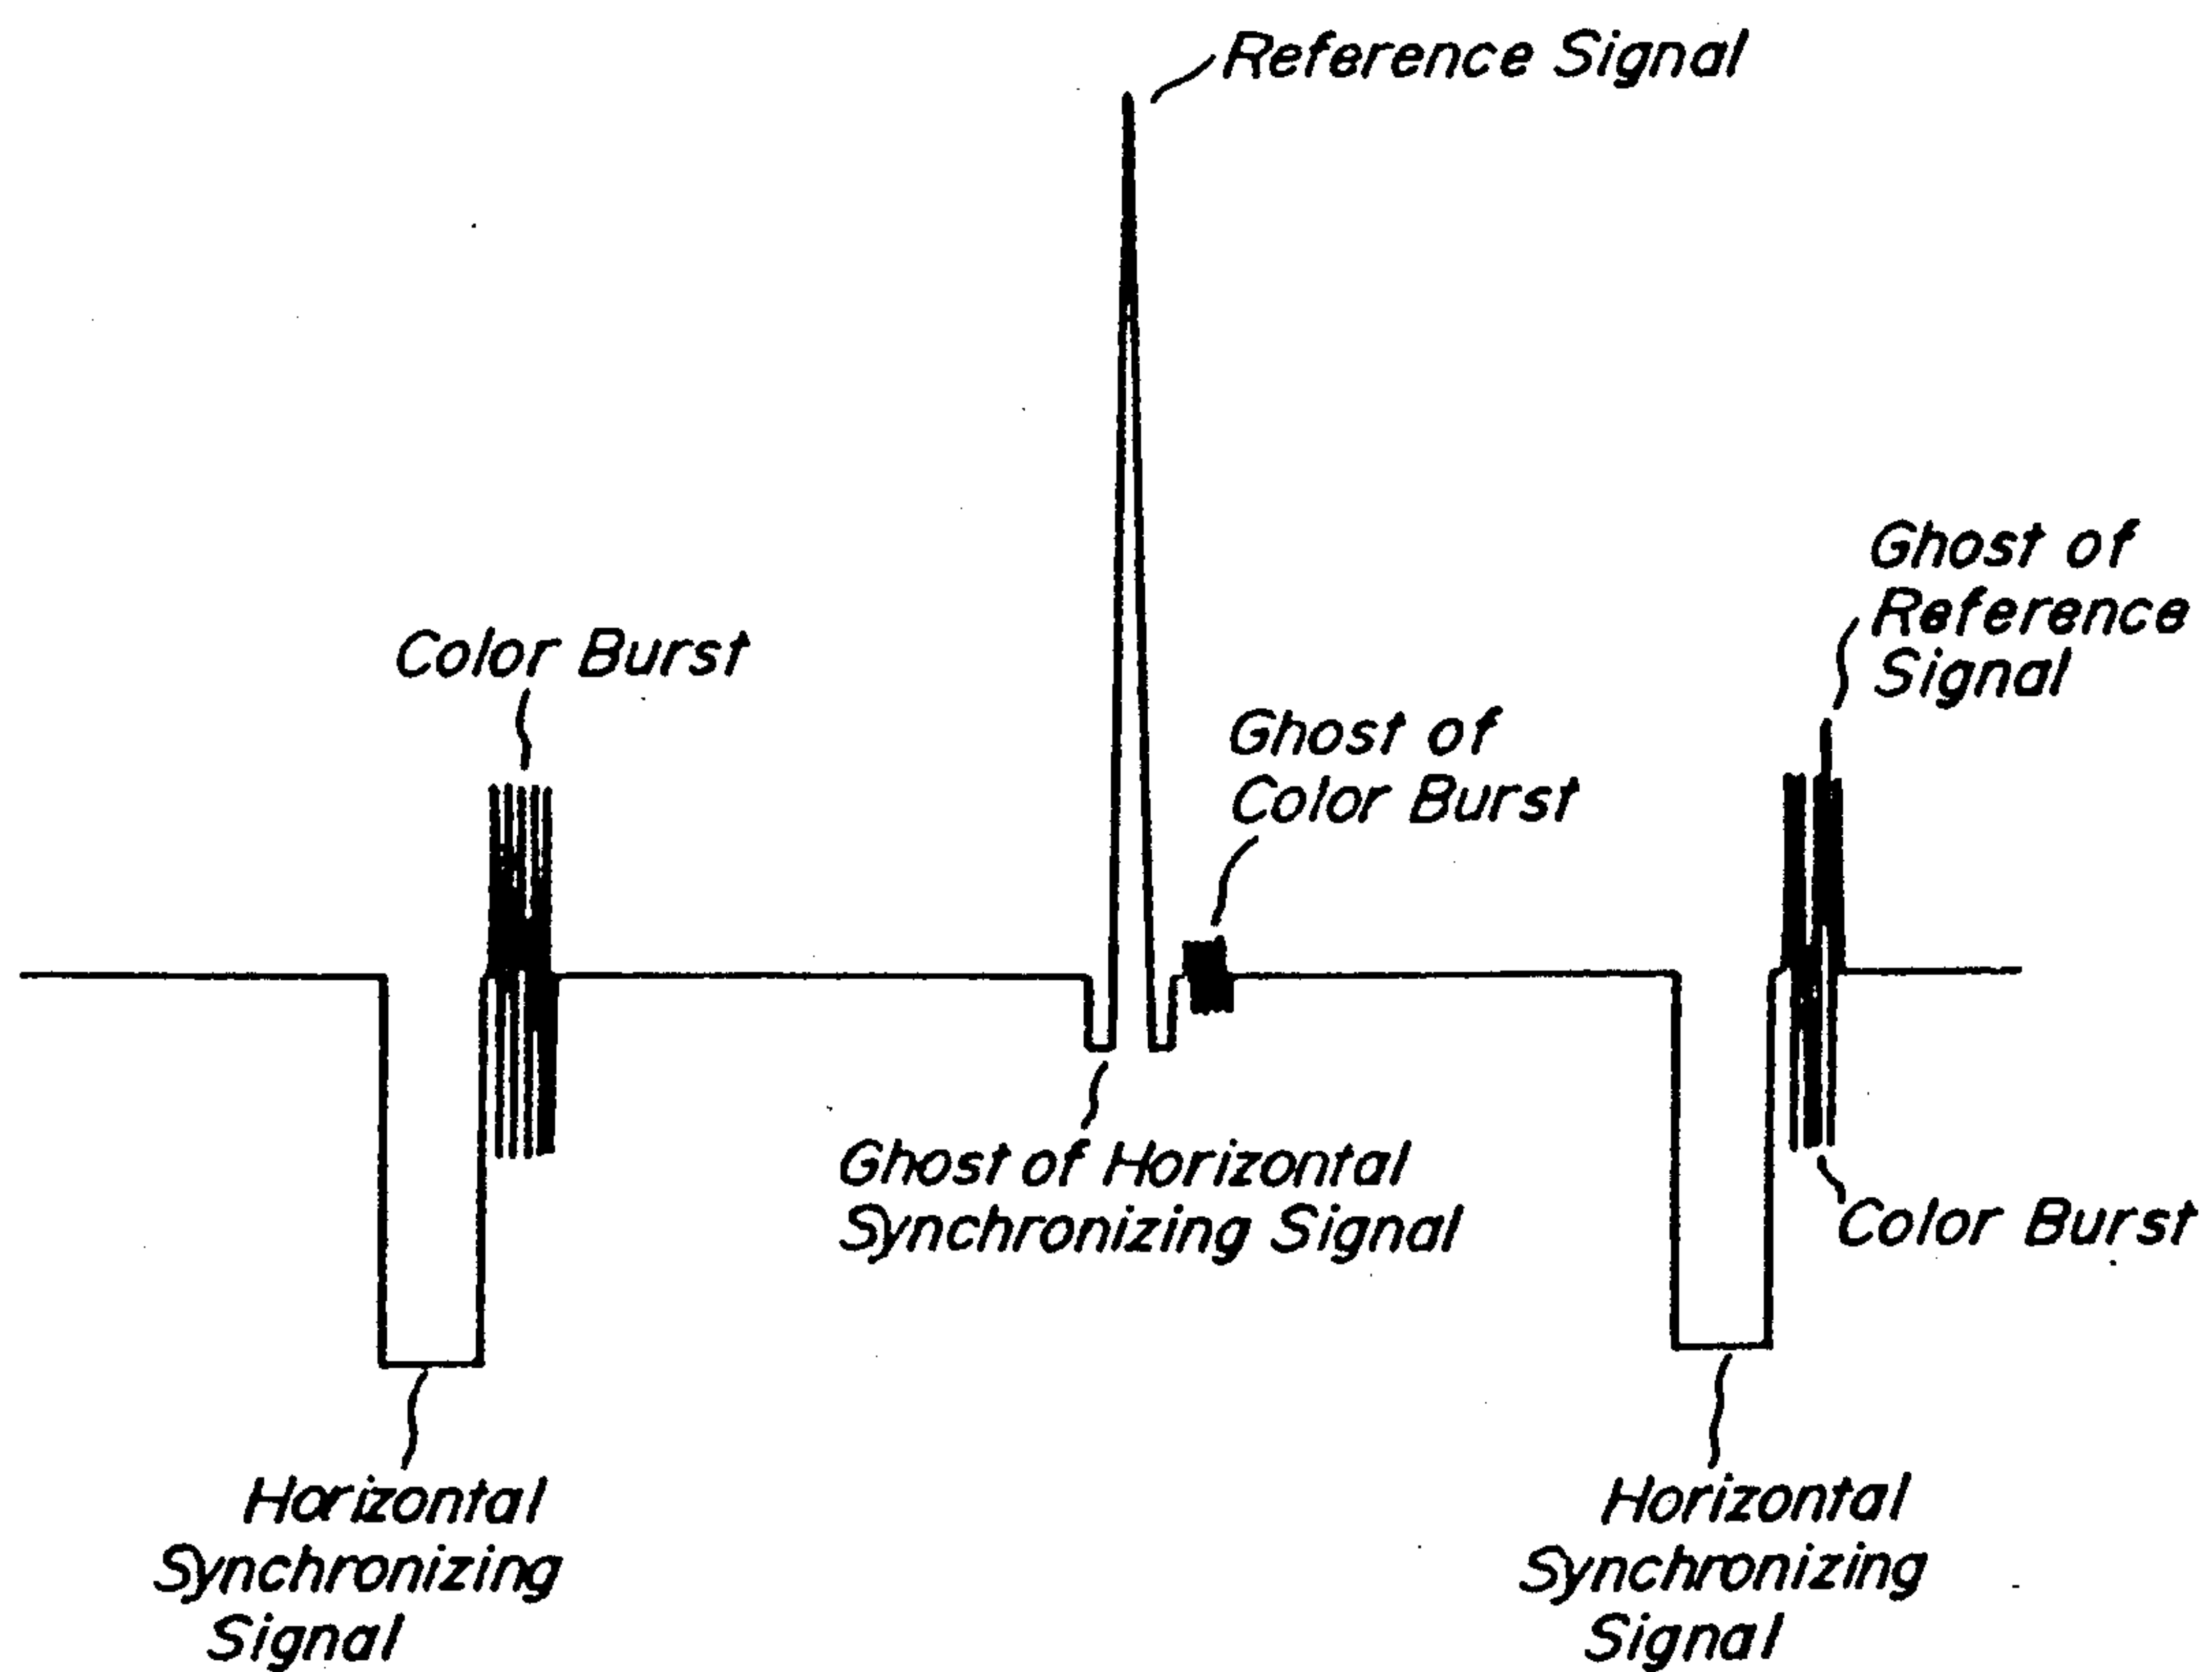 Reference Signal
Ghost of
Reference
Signal
Color Burst
Ghost of
Color Burst
Ghost of Horizontal
Synchronizing Signal
Color Burst
Horizontal
Synchronizing
Signal
Horizontal
Synchronizing
Signal